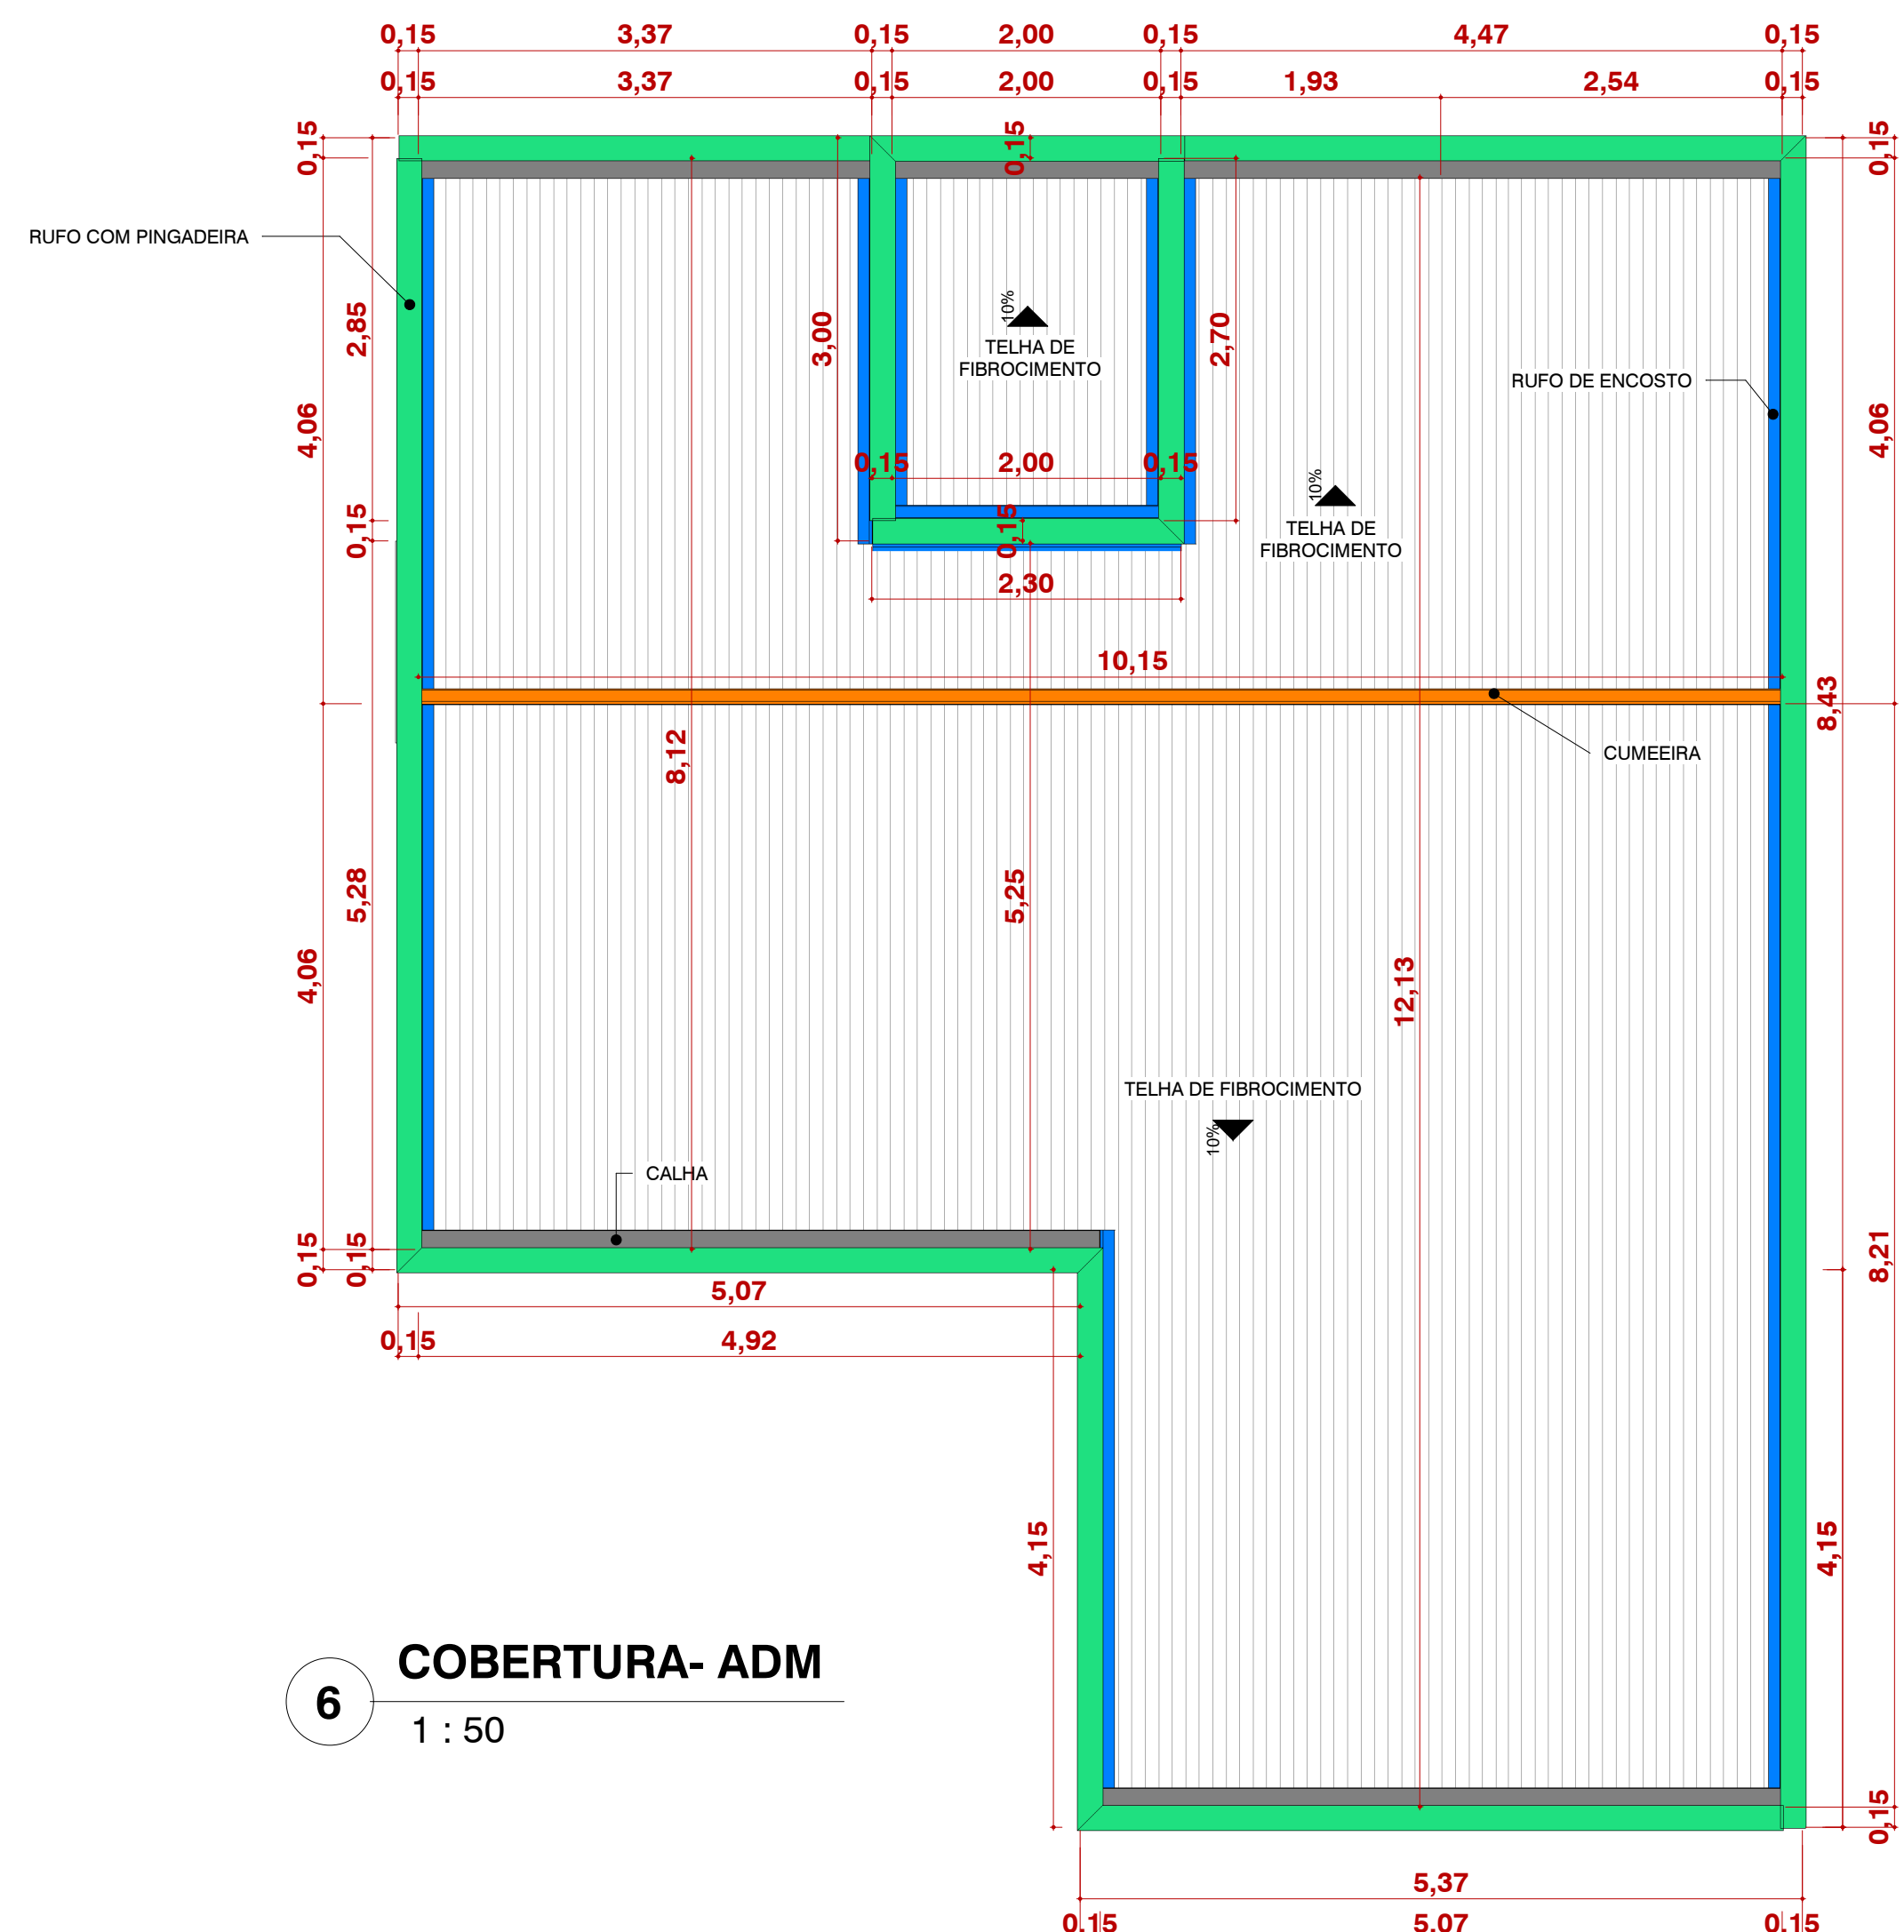 0,15 3,37 0,15 2,00 0,15 4,47 0,15
0,15 3,37 0,15 2,00 0,15 1,93 2,54 0,15
0,15
0,15
0,15
RUFO COM PINGADEIRA
2,85
3,00
10%
TELHA DE
FIBROCIMENTO
2,70
RUFO DE ENCOSTO
4,06
4,06
0,15 2,00 0,15
10%
TELHA DE
FIBROCIMENTO
0,15
0,15
2,30
10,15
8,43
CUMEEIRA
8,12
5,28
5,25
4,06
12,13
TELHA DE FIBROCIMENTO
10%
CALHA
0,15
0,15
8,21
5,07
0,15 4,92
4,15
4,15
COBERTURA- ADM
6
1 : 50
0,15
5,37
0,15 5,07 0,15